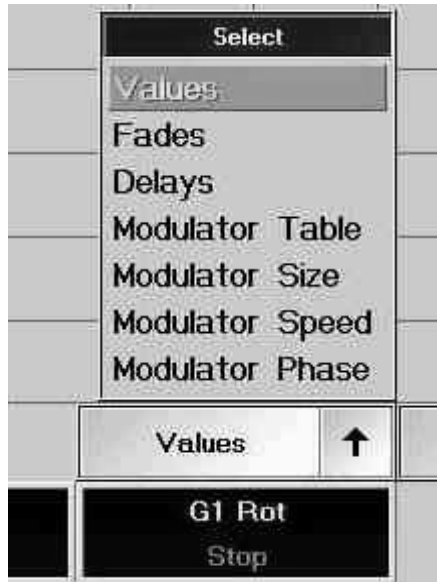 Select
Values
Fades
Delays
Modulator Table
Modulator Size
Modulator Speed
Modulator Phase
Values
G1 Rot
Stop